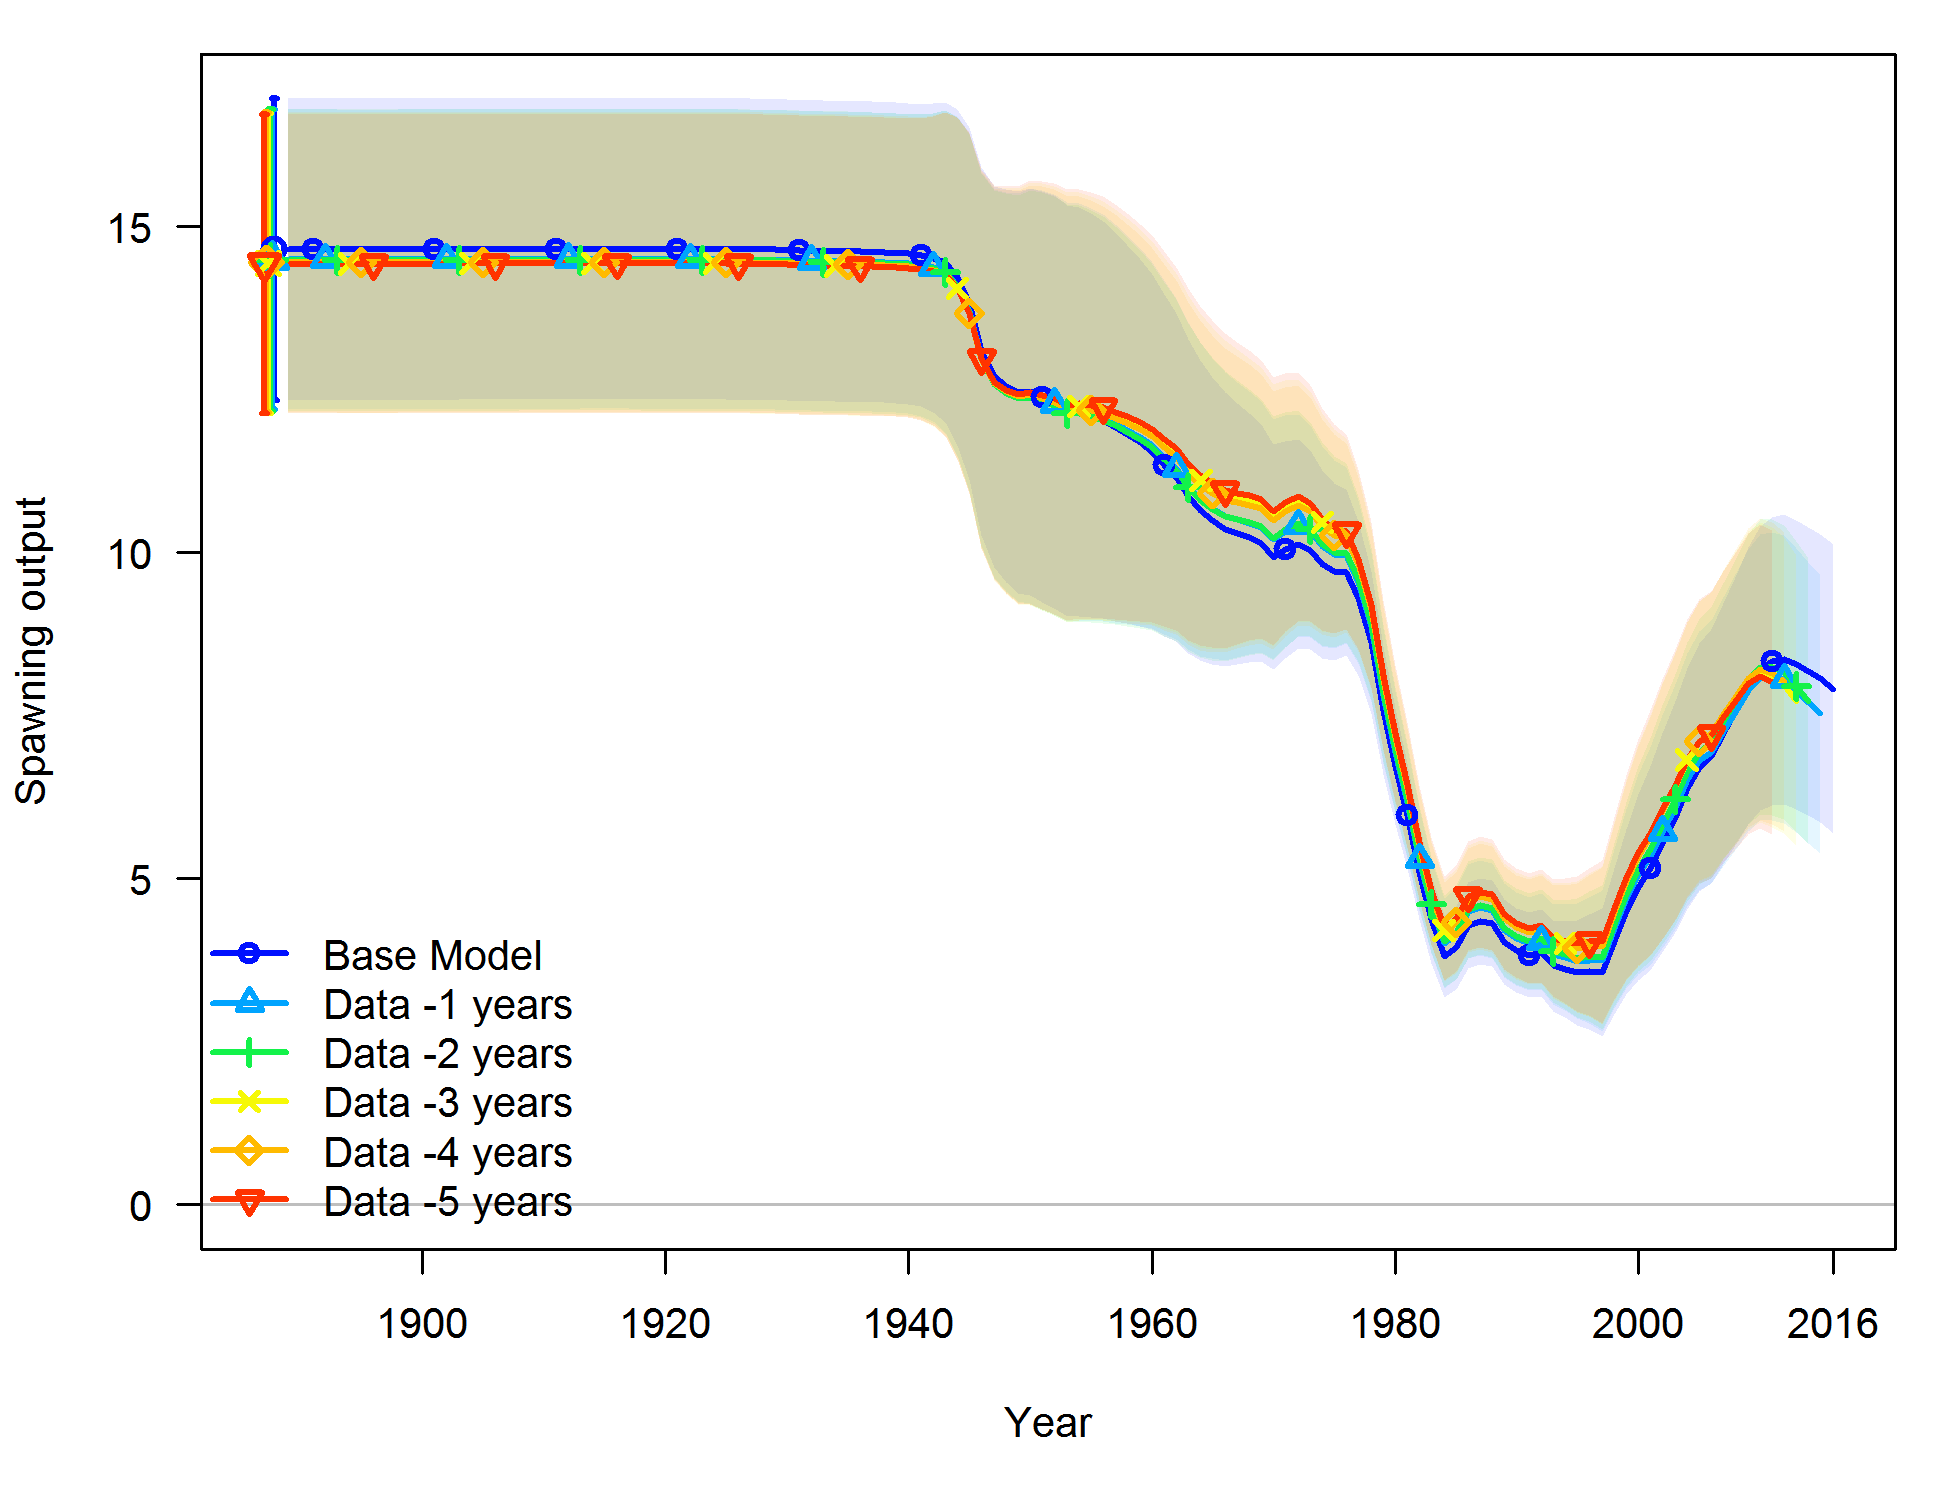 Spawning output
15
10
5
0
Base Model
Data -1 years
Data -2 years
Data -3 years
Data -4 years
Data -5 years
1900 1920 1940 1960 1980 2000 2016
Year